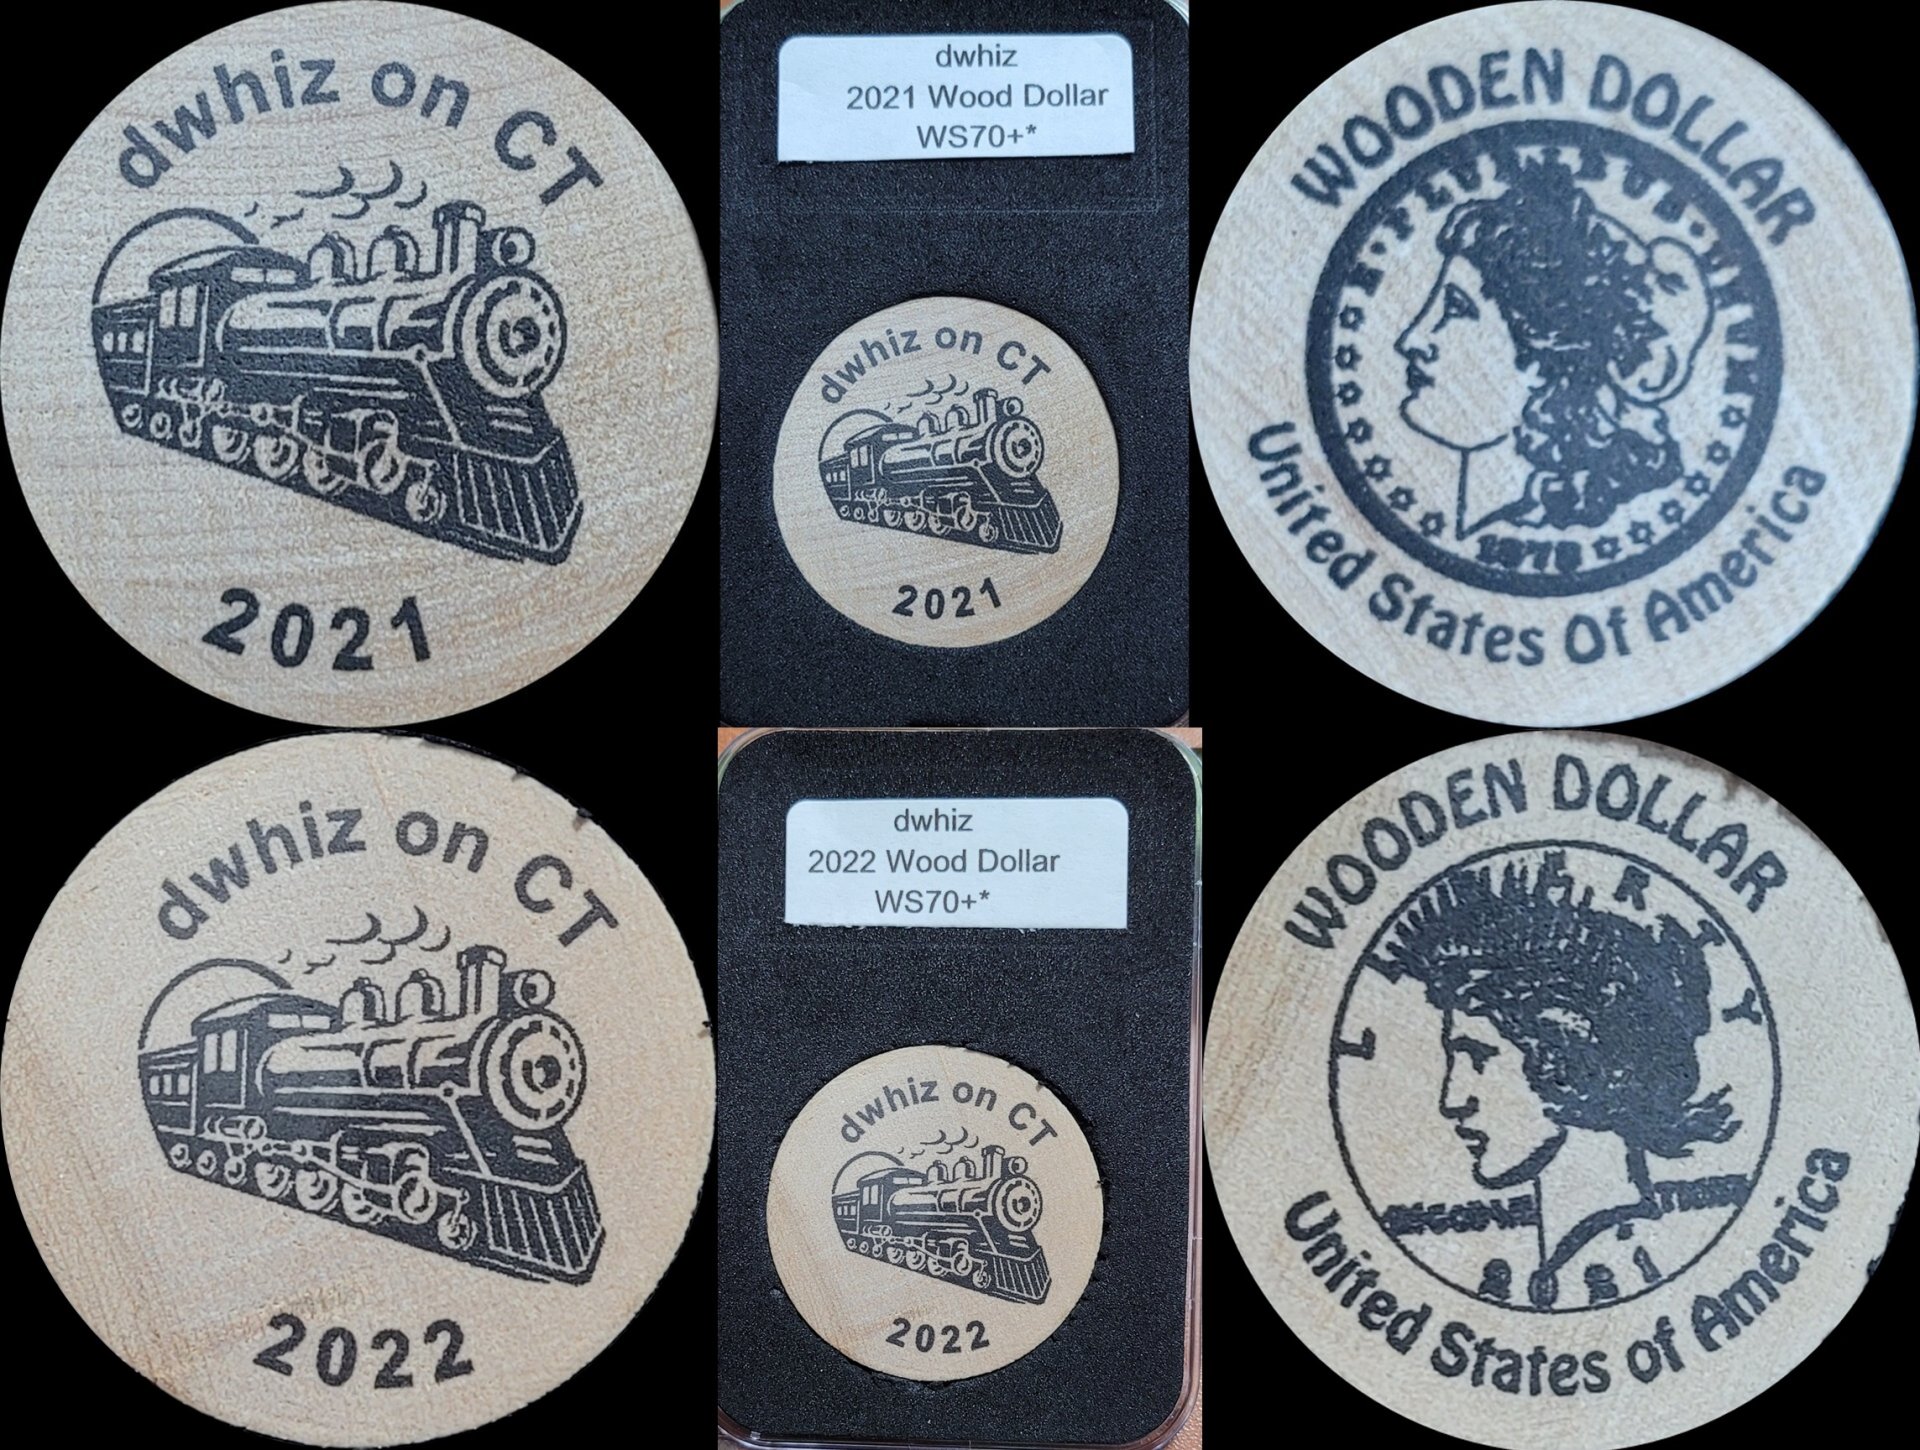 dwhiz on CT
2021
dwhiz
2021 Wood Dollar
WS70+*
dwhiz on CT
2021
WOODEN DOLLAR
1878
United States Of America
dwhiz on CT
2022
dwhiz
2022 Wood Dollar
WS70+*
dwhiz on CT
2022
WOODEN DOLLAR
2021
United States of America